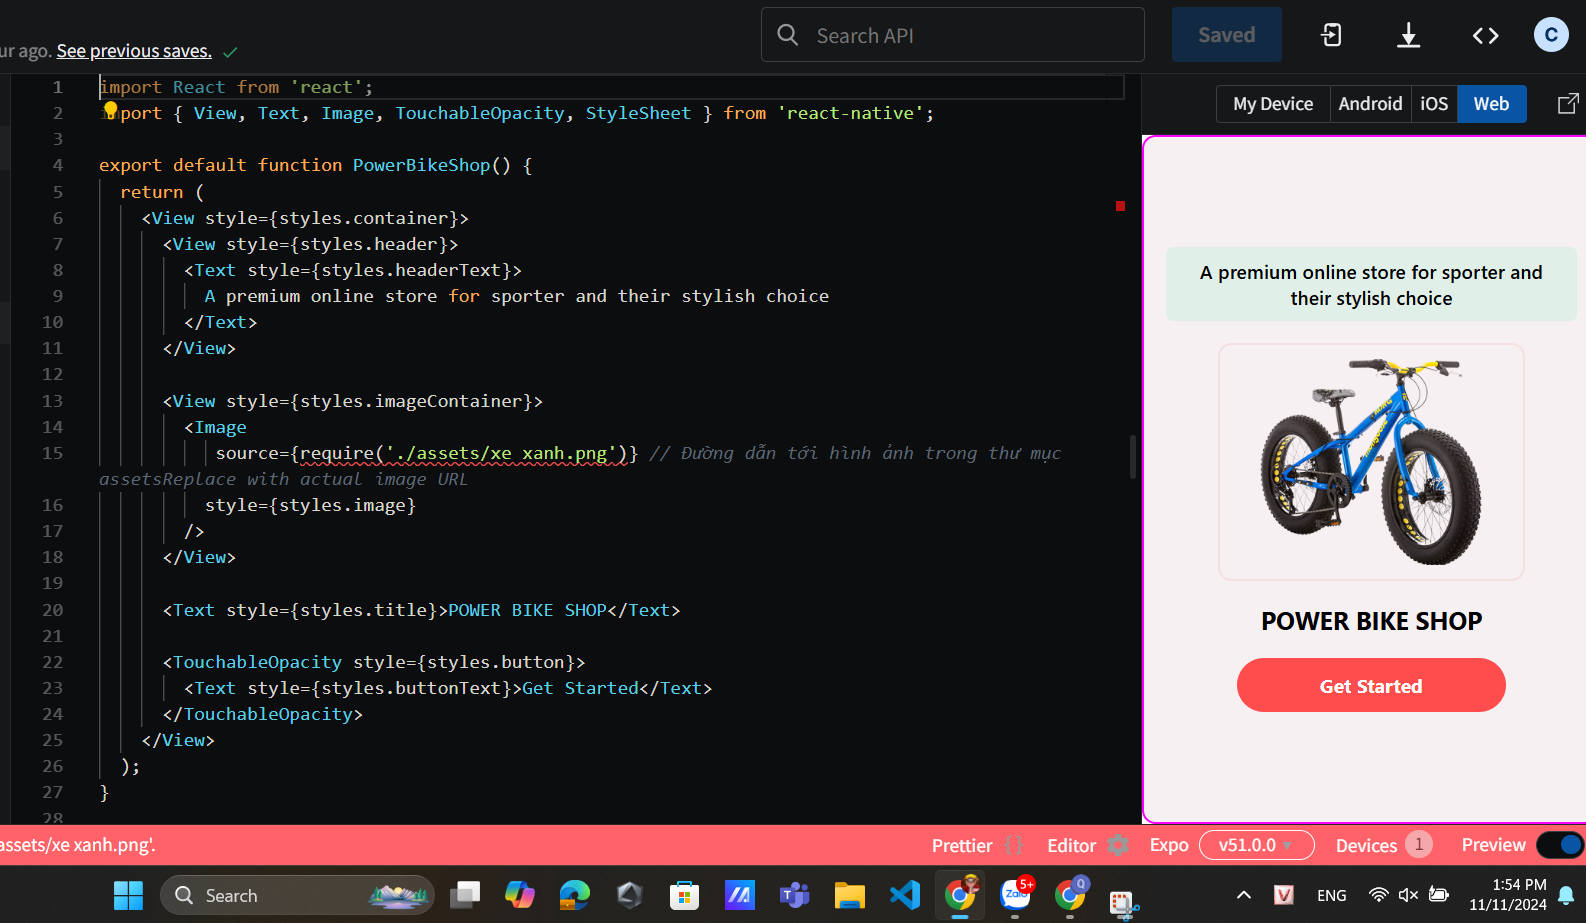 ur ago. See previous saves.
Search API
Saved
C
My Device
Android
iOS
Web
1 import React from 'react';
2 import { View, Text, Image, TouchableOpacity, StyleSheet } from 'react-native';
3
4 export default function PowerBikeShop() {
5 return (
6 <View style={styles.container}>
7 <View style={styles.header}>
8 <Text style={styles.headerText}>
9 A premium online store for sporter and their stylish choice
10 </Text>
11 </View>
12
13 <View style={styles.imageContainer}>
14 <Image
15 source={require('./assets/xe xanh.png')} // Đường dẫn tới hình ảnh trong thư mục
assetsReplace with actual image URL
16 style={styles.image}
17 />
18 </View>
19
20 <Text style={styles.title}>POWER BIKE SHOP</Text>
21
22 <TouchableOpacity style={styles.button}>
23 <Text style={styles.buttonText}>Get Started</Text>
24 </TouchableOpacity>
25 </View>
26 );
27 }
28
A premium online store for sporter and
their stylish choice
POWER BIKE SHOP
Get Started
assets/xe xanh.png'.
Prettier { }
Editor
Expo
v51.0.0
Devices 1
Preview
Search
Zalo
5+
Q
V
ENG
1:54 PM
11/11/2024